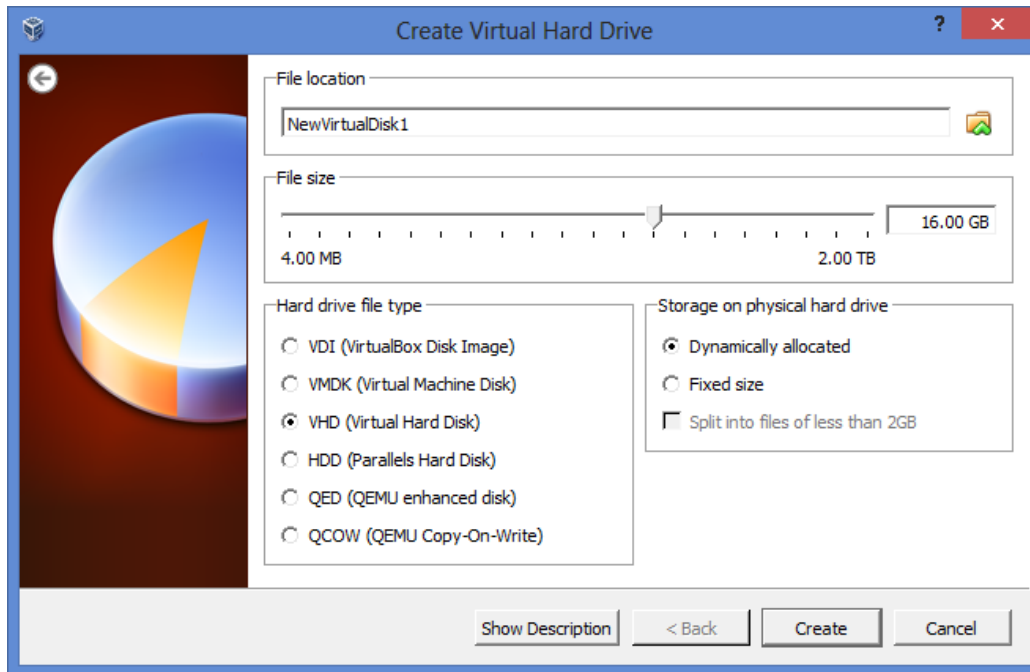 Create Virtual Hard Drive
?
File location
NewVirtualDisk1
File size
16.00 GB
4.00 MB 2.00 TB
Hard drive file type
VDI (VirtualBox Disk Image)
VMDK (Virtual Machine Disk)
VHD (Virtual Hard Disk)
HDD (Parallels Hard Disk)
QED (QEMU enhanced disk)
QCOW (QEMU Copy-On-Write)
Storage on physical hard drive
Dynamically allocated
Fixed size
Split into files of less than 2GB
Show Description < Back Create Cancel